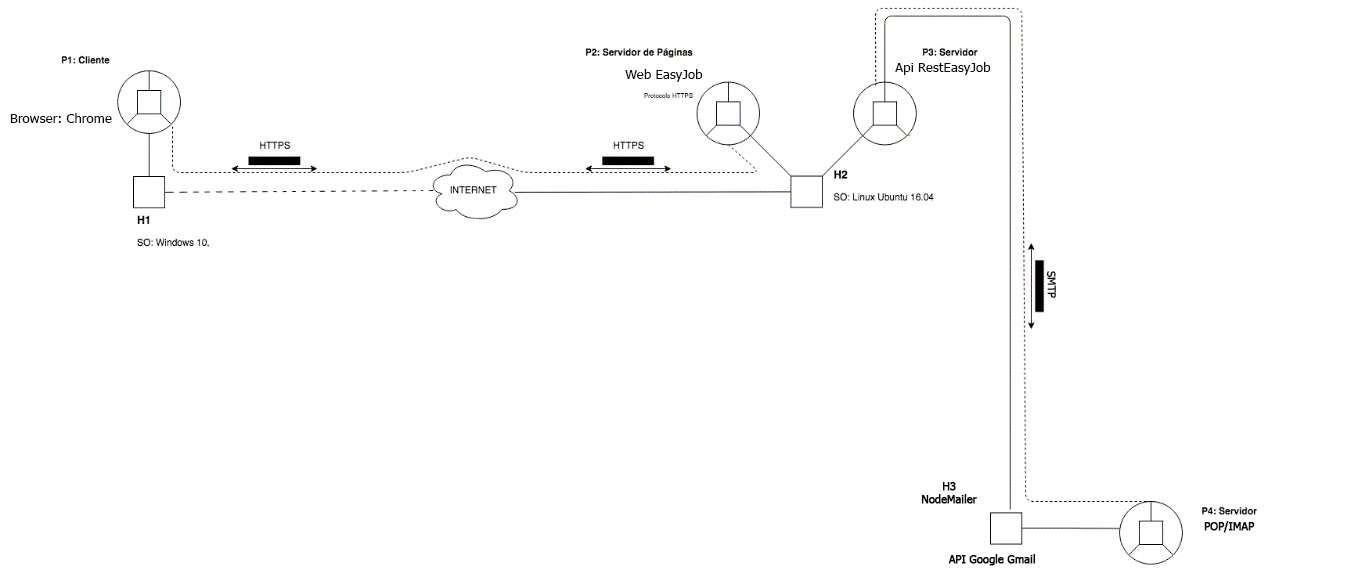 P1: Cliente
Browser: Chrome
H1
SO: Windows 10,
HTTPS
INTERNET
HTTPS
P2: Servidor de Páginas
Web EasyJob
Protocolo HTTPS
P3: Servidor
Api RestEasyJob
H2
SO: Linux Ubuntu 16.04
SMTP
H3
NodeMailer
API Google Gmail
P4: Servidor
POP/IMAP